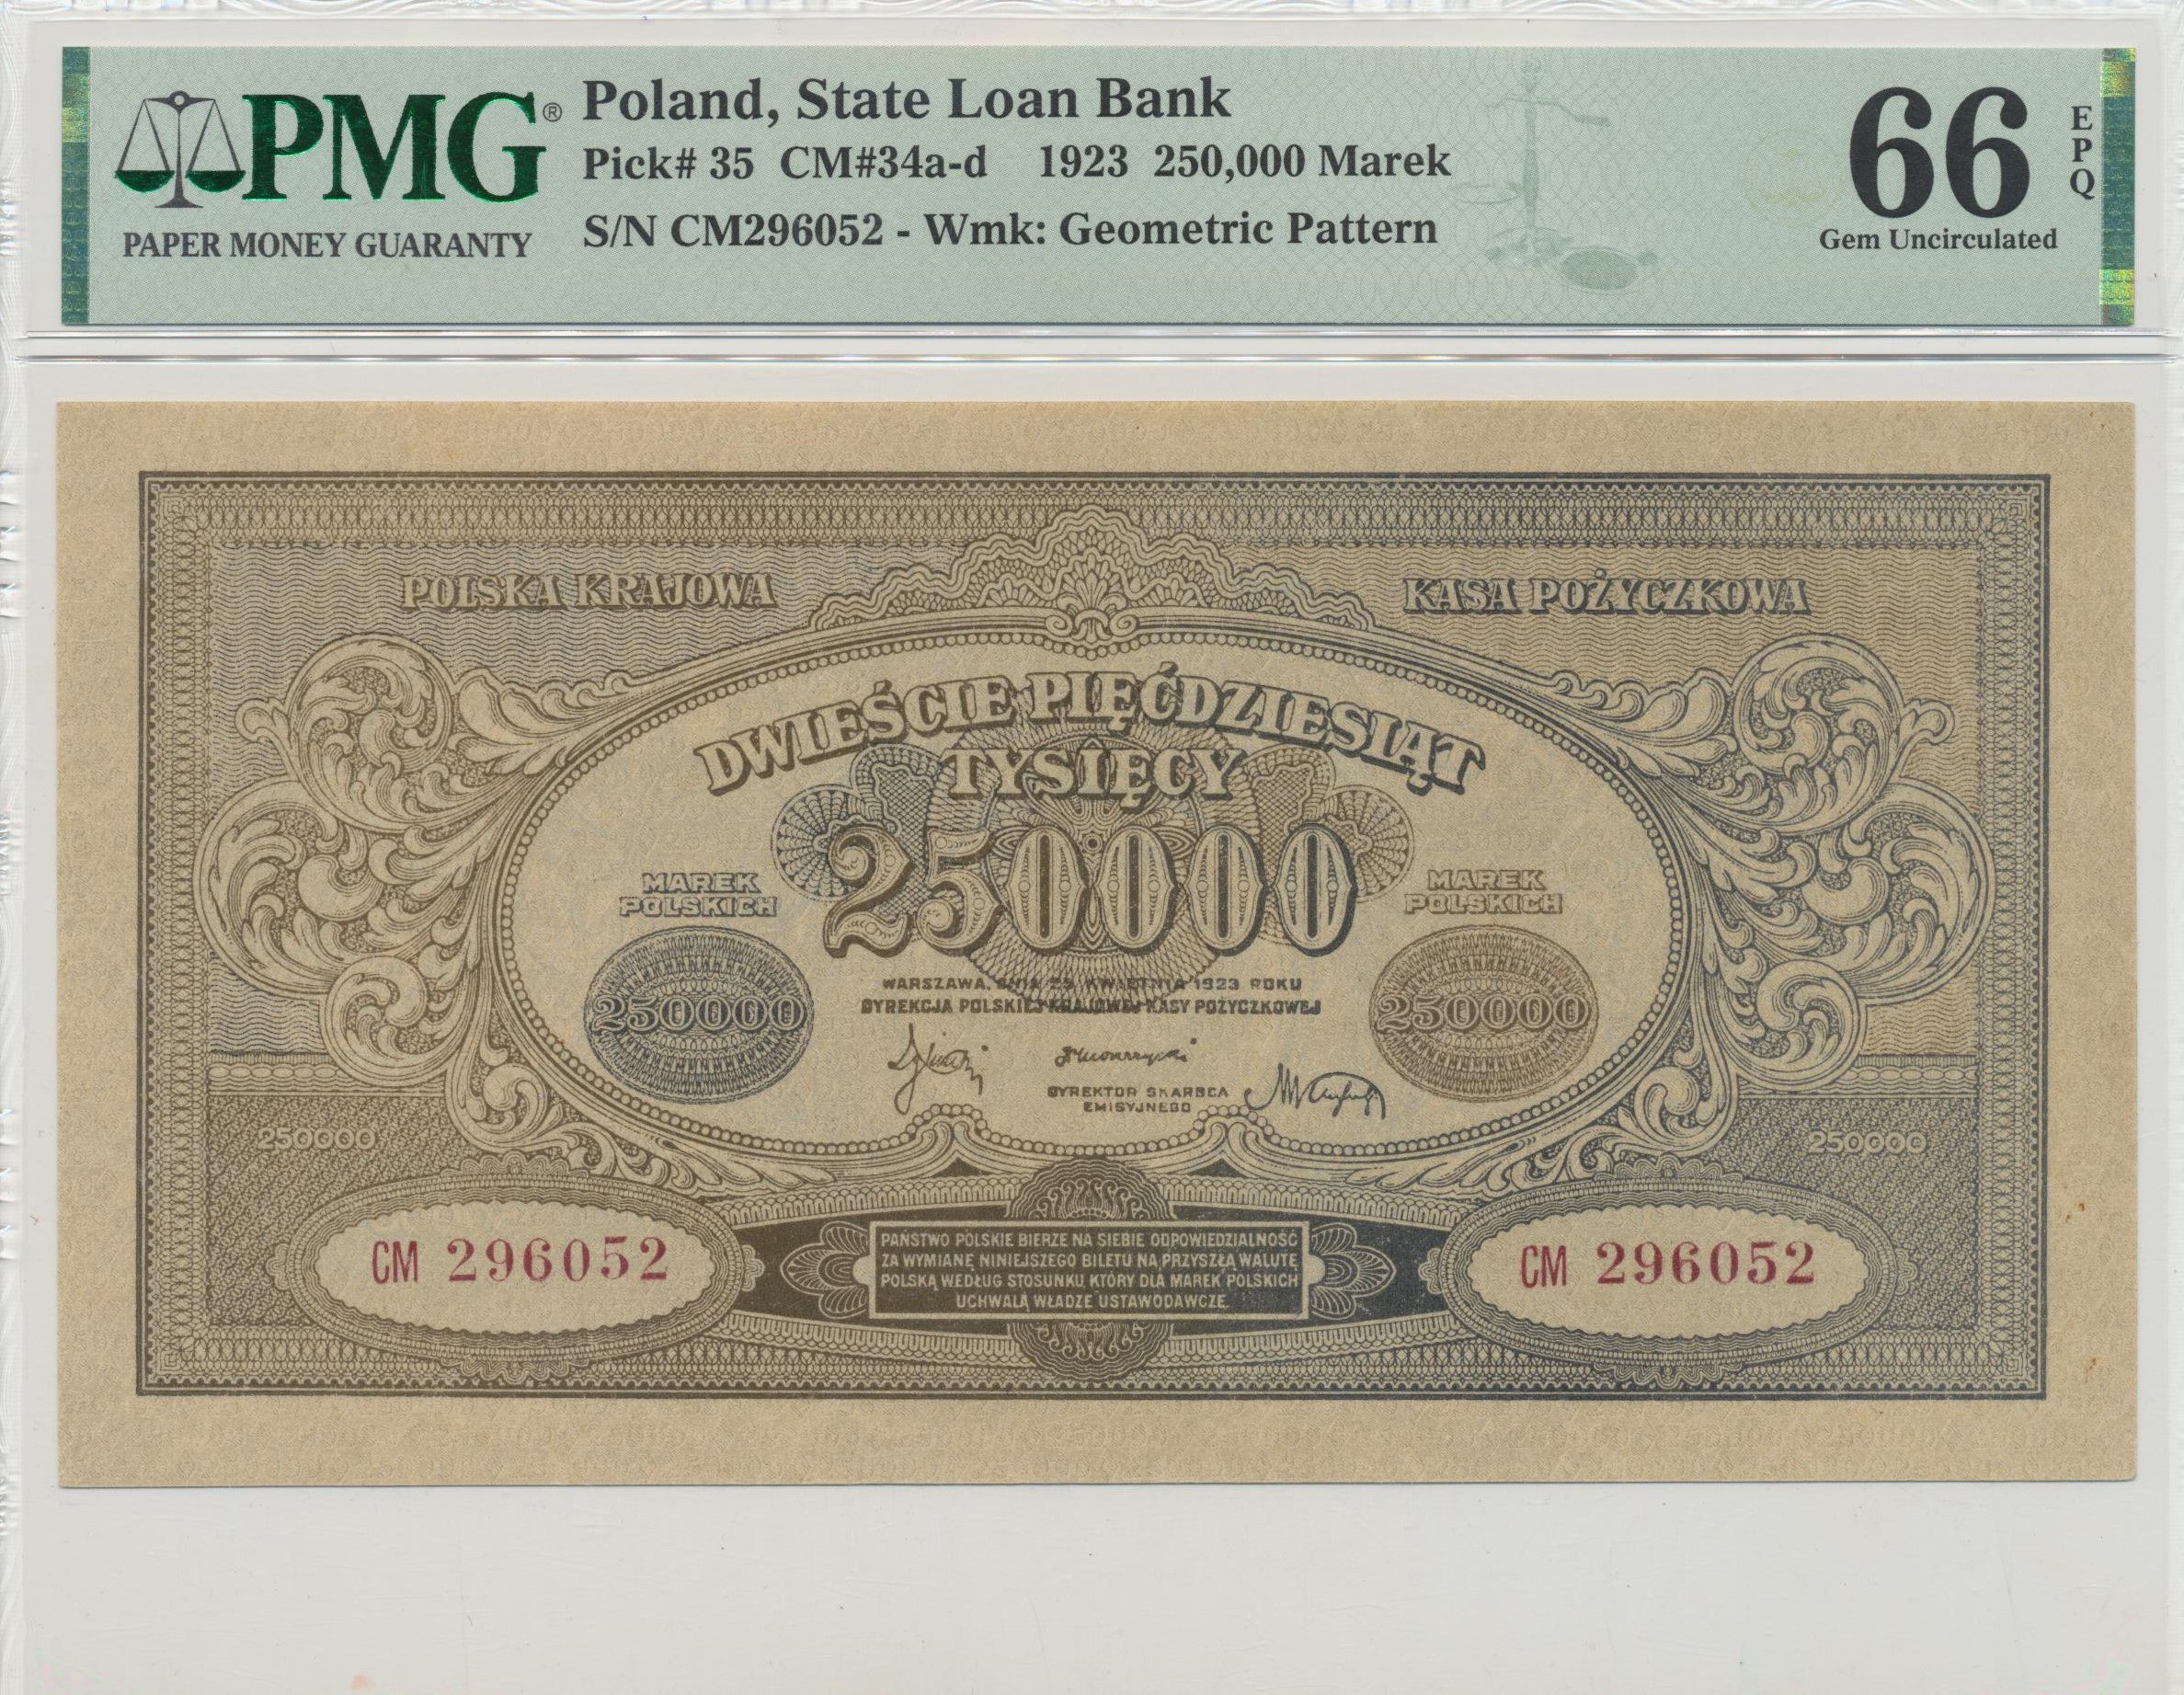 PMG®
PAPER MONEY GUARANTY
Poland, State Loan Bank
Pick# 35 CM#34a-d 1923 250,000 Marek
S/N CM296052 - Wmk: Geometric Pattern
66
EPQ
Gem Uncirculated
POLSKA KRAJOWA KASA POŻYCZKOWA
DWIEŚCIE PIĘĆDZIESIĄT
TYSIĘCY
250000
MAREK
POLSKICH
250000
MAREK
POLSKICH
250000
WARSZAWA, DNIA 25 KWIETNIA 1923 ROKU
DYREKCJA POLSKIEJ KRAJOWEJ KASY POŻYCZKOWEJ
DYREKTOR SKARBCA
EMISYJNEGO
250000
250000
CM 296052
PAŃSTWO POLSKIE BIERZE NA SIEBIE ODPOWIEDZIALNOŚĆ
ZA WYMIANĘ NINIEJSZEGO BILETU NA PRZYSZŁĄ WALUTĘ
POLSKĄ WEDŁUG STOSUNKU, KTÓRY DLA MAREK POLSKICH
UCHWALĄ WŁADZE USTAWODAWCZE.
CM 296052